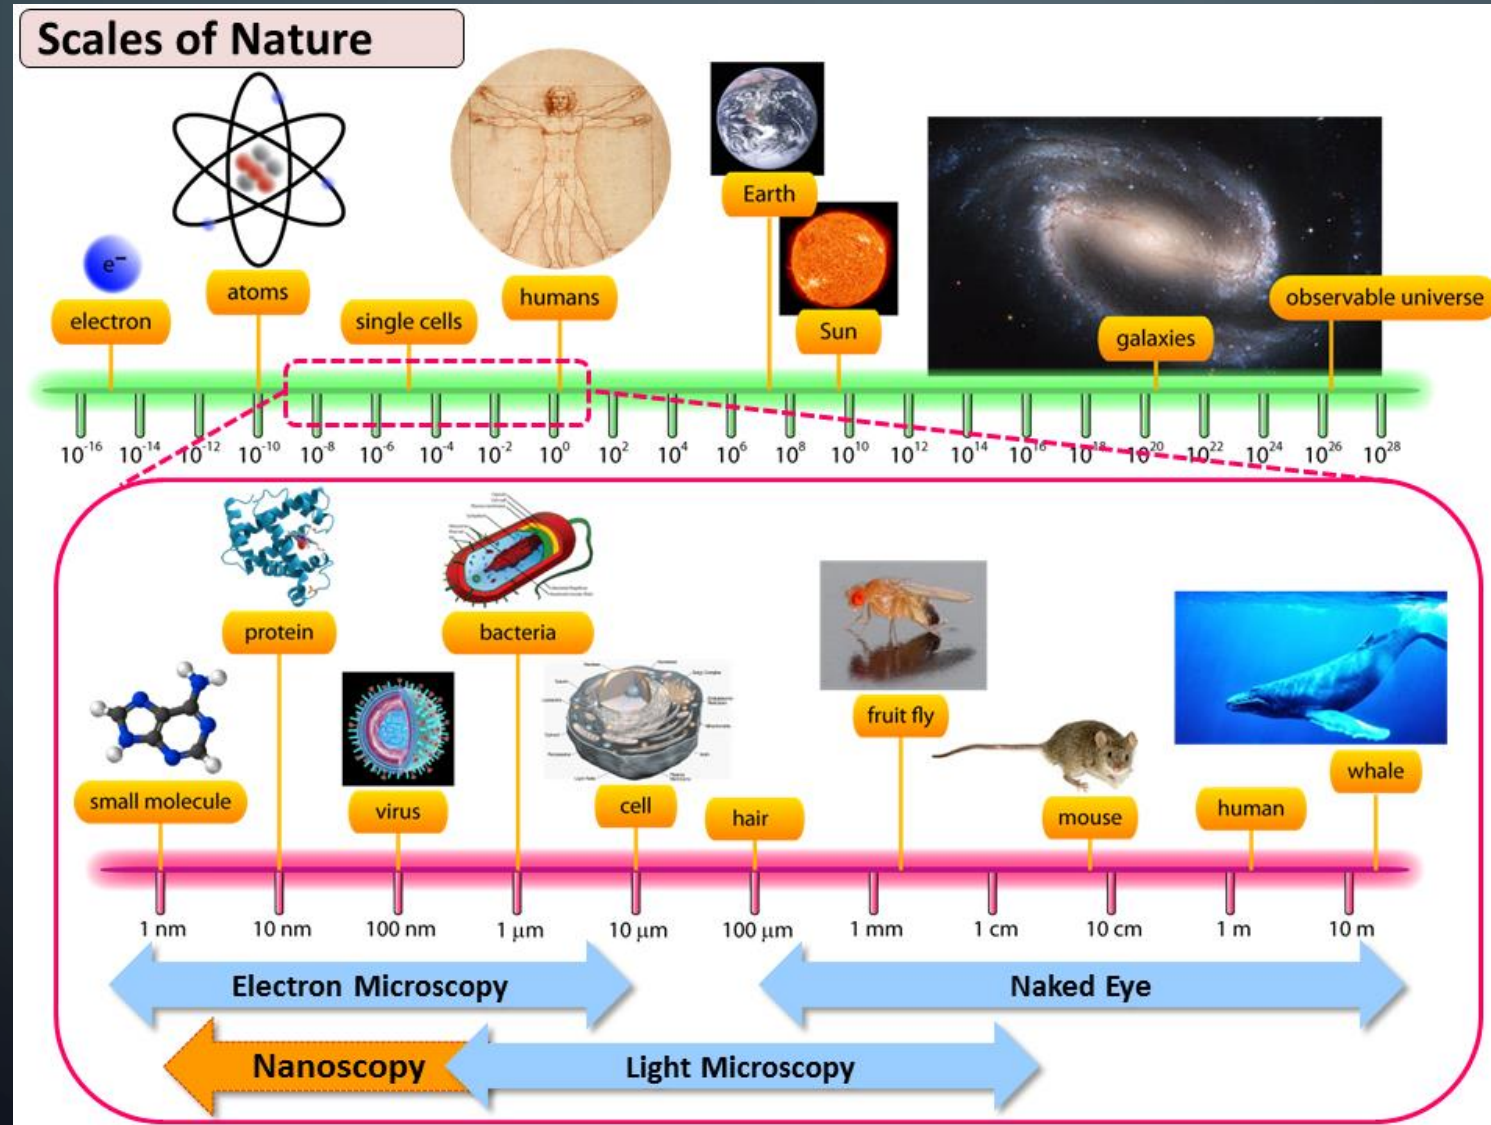 Scales of Nature
e⁻
electron
atoms
single cells
humans
Earth
Sun
galaxies
observable universe
10⁻¹⁶ 10⁻¹⁴ 10⁻¹² 10⁻¹⁰ 10⁻⁸ 10⁻⁶ 10⁻⁴ 10⁻² 10⁰ 10² 10⁴ 10⁶ 10⁸ 10¹⁰ 10¹² 10¹⁴ 10¹⁶ 10¹⁸ 10²⁰ 10²² 10²⁴ 10²⁶ 10²⁸
protein
bacteria
small molecule
virus
cell
hair
fruit fly
mouse
human
whale
1 nm 10 nm 100 nm 1 µm 10 µm 100 µm 1 mm 1 cm 10 cm 1 m 10 m
Electron Microscopy
Naked Eye
Nanoscopy
Light Microscopy